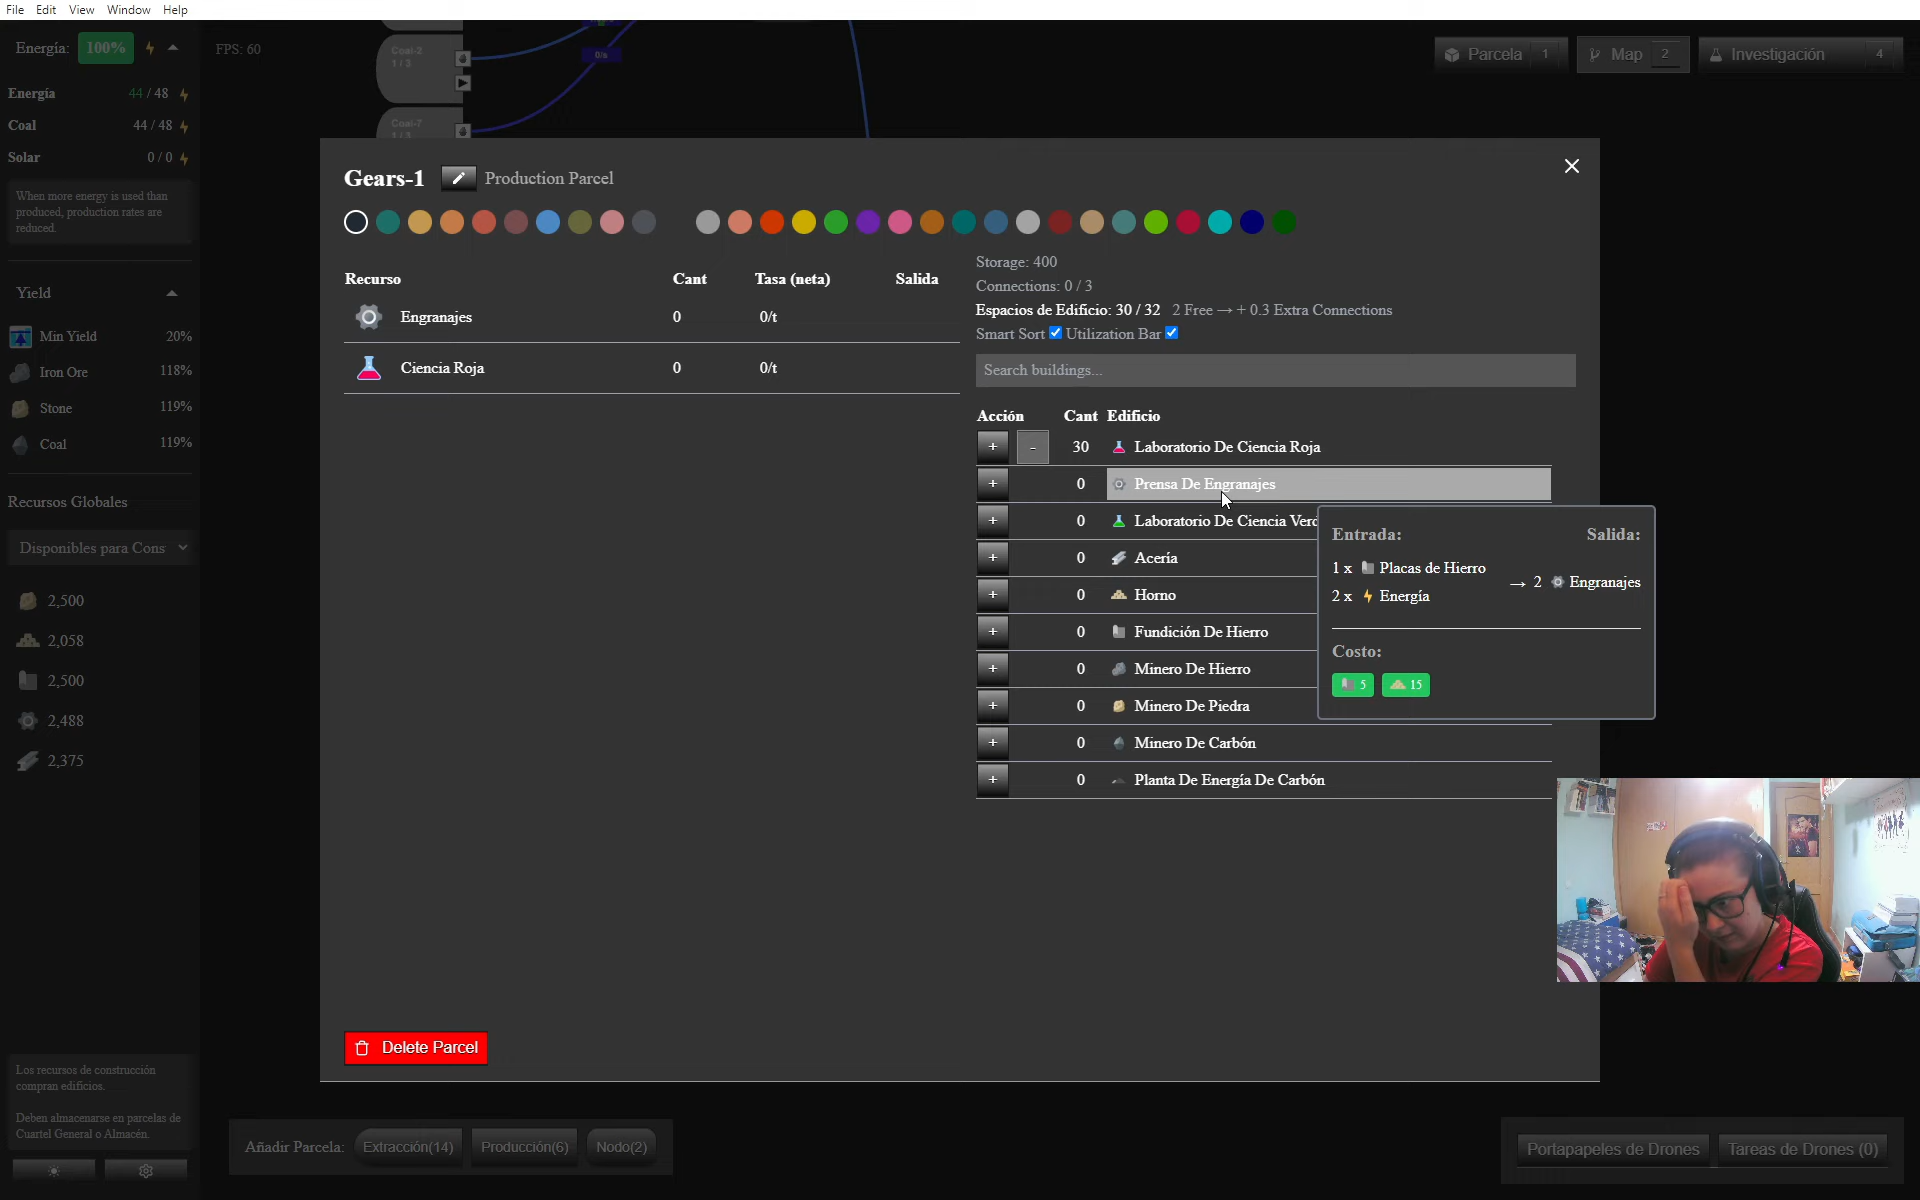 File Edit View Window Help
Energía: 100%
FPS: 60
Energía 44 / 48
Coal 44 / 48
Solar 0 / 0
When more energy is used than
produced, production rates are
reduced.
Yield
Min Yield 20%
Iron Ore 118%
Stone 119%
Coal 119%
Recursos Globales
Disponibles para Cons
2,500
2,058
2,500
2,488
2,375
Los recursos de construcción
compran edificios.
Deben almacenarse en parcelas de
Cuartel General o Almacén.
Coal-2
1 / 3
0/s
Coal-7
1 / 3
Parcela 1
Map 2
Investigación 4
Gears-1 Production Parcel
Recurso Cant Tasa (neta) Salida
Engranajes 0 0/t
Ciencia Roja 0 0/t
Storage: 400
Connections: 0 / 3
Espacios de Edificio: 30 / 32 2 Free → + 0.3 Extra Connections
Smart Sort Utilization Bar
Search buildings...
Acción Cant Edificio
+ - 30 Laboratorio De Ciencia Roja
+ 0 Prensa De Engranajes
+ 0 Laboratorio De Ciencia Verd
+ 0 Acería
+ 0 Horno
+ 0 Fundición De Hierro
+ 0 Minero De Hierro
+ 0 Minero De Piedra
+ 0 Minero De Carbón
+ 0 Planta De Energía De Carbón
Entrada: Salida:
1 x Placas de Hierro
2 x Energía
→ 2 Engranajes
Costo:
5 15
Delete Parcel
Añadir Parcela: Extracción(14) Producción(6) Nodo(2)
Portapapeles de Drones Tareas de Drones (0)